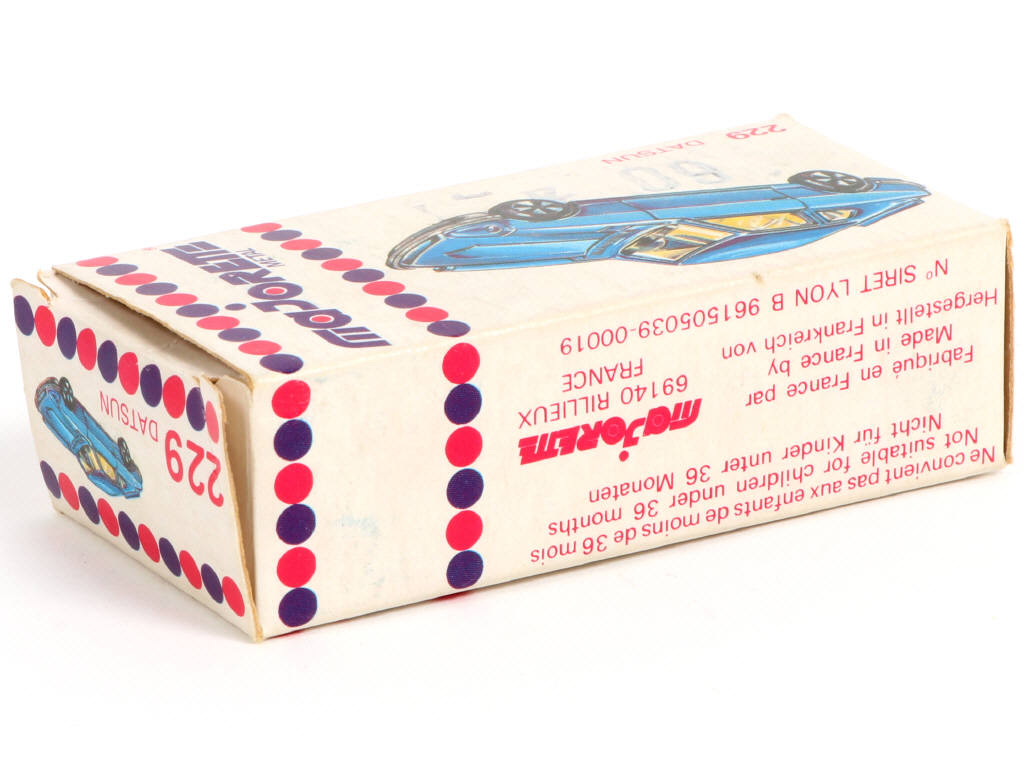 229 DATSUN
60
MAJORETTE
METAL
229
DATSUN
Ne convient pas aux enfants de moins de 36 mois
Not suitable for children under 36 months
Nicht für Kinder unter 36 Monaten
Fabriqué en France par
Made in France by
Hergestellt in Frankreich von
MAJORETTE
69140 RILLIEUX
FRANCE
N° SIRET LYON B 961505039-00019